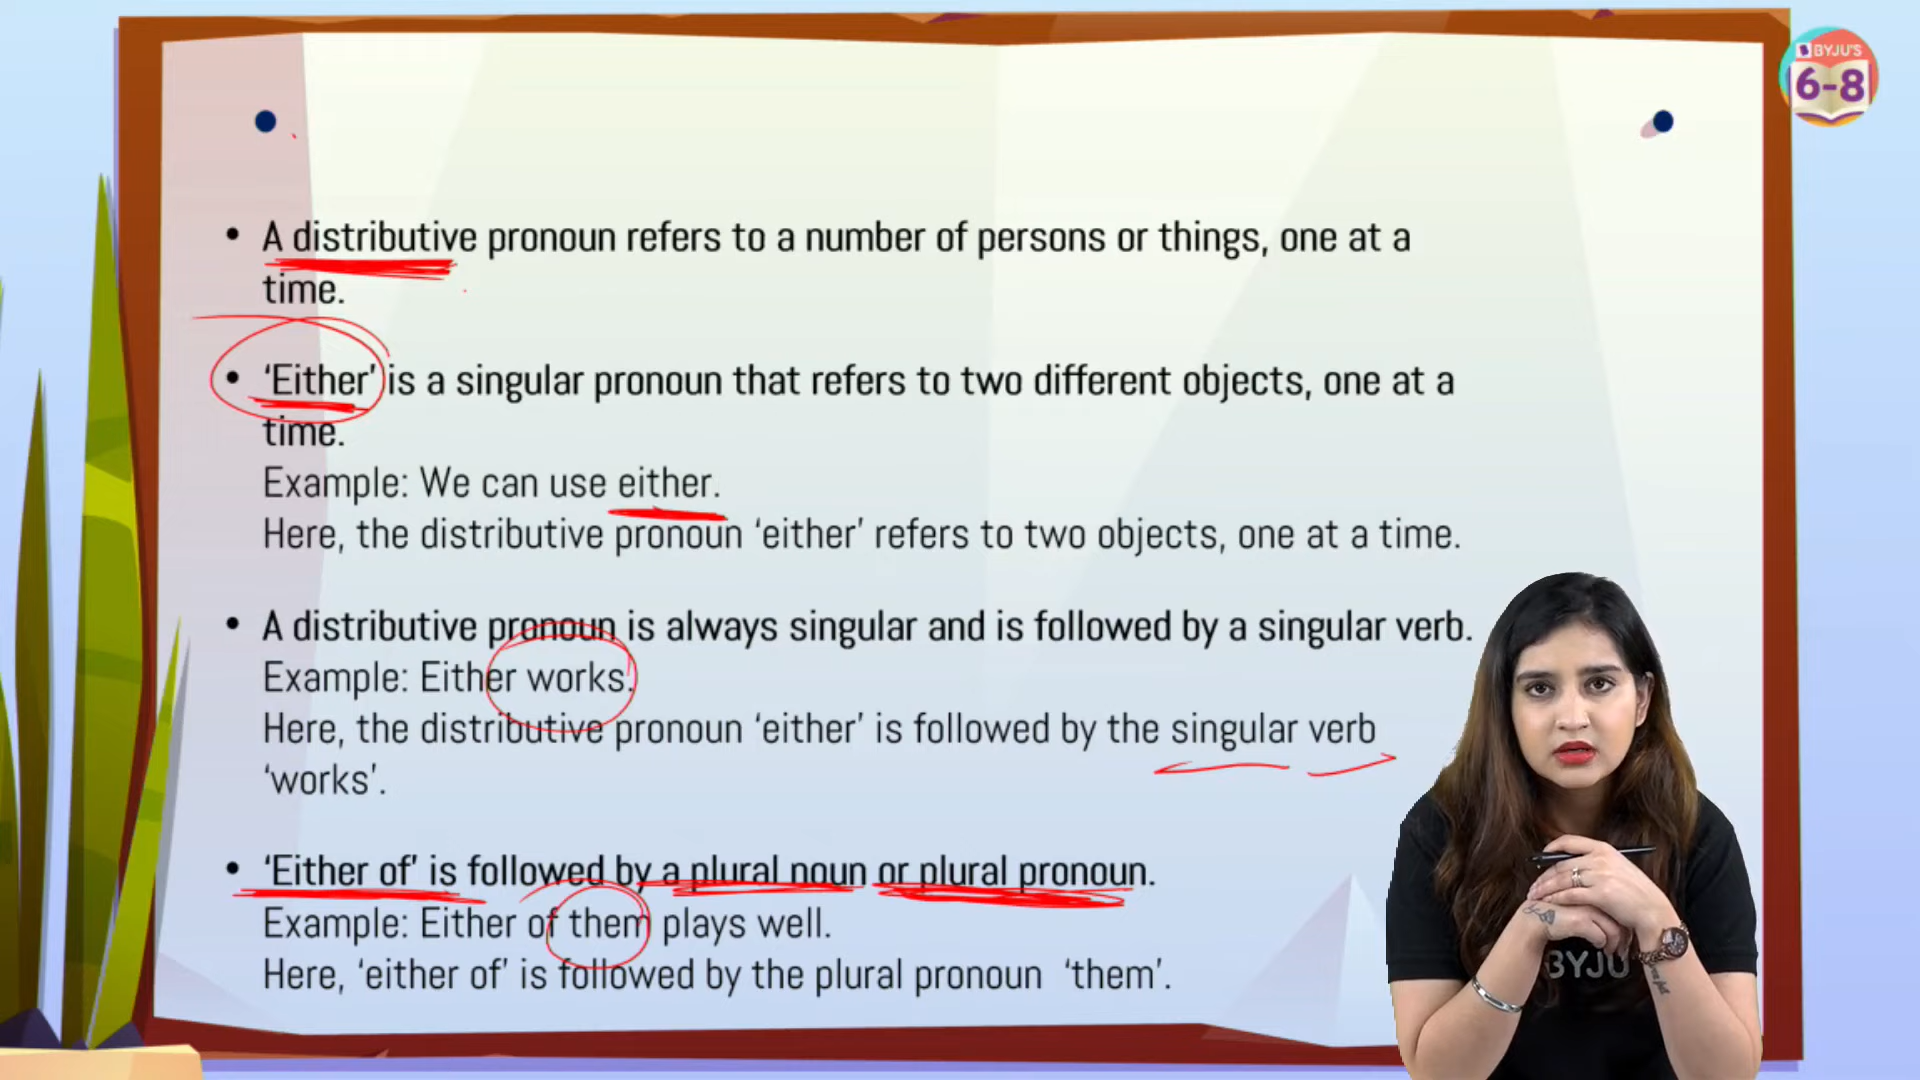 BYJU'S
6-8
• A distributive pronoun refers to a number of persons or things, one at a
time.
• ‘Either’ is a singular pronoun that refers to two different objects, one at a
time.
Example: We can use either.
Here, the distributive pronoun ‘either’ refers to two objects, one at a time.
• A distributive pronoun is always singular and is followed by a singular verb.
Example: Either works.
Here, the distributive pronoun ‘either’ is followed by the singular verb
‘works’.
• ‘Either of’ is followed by a plural noun or plural pronoun.
Example: Either of them plays well.
Here, ‘either of’ is followed by the plural pronoun ‘them’.
BYJU